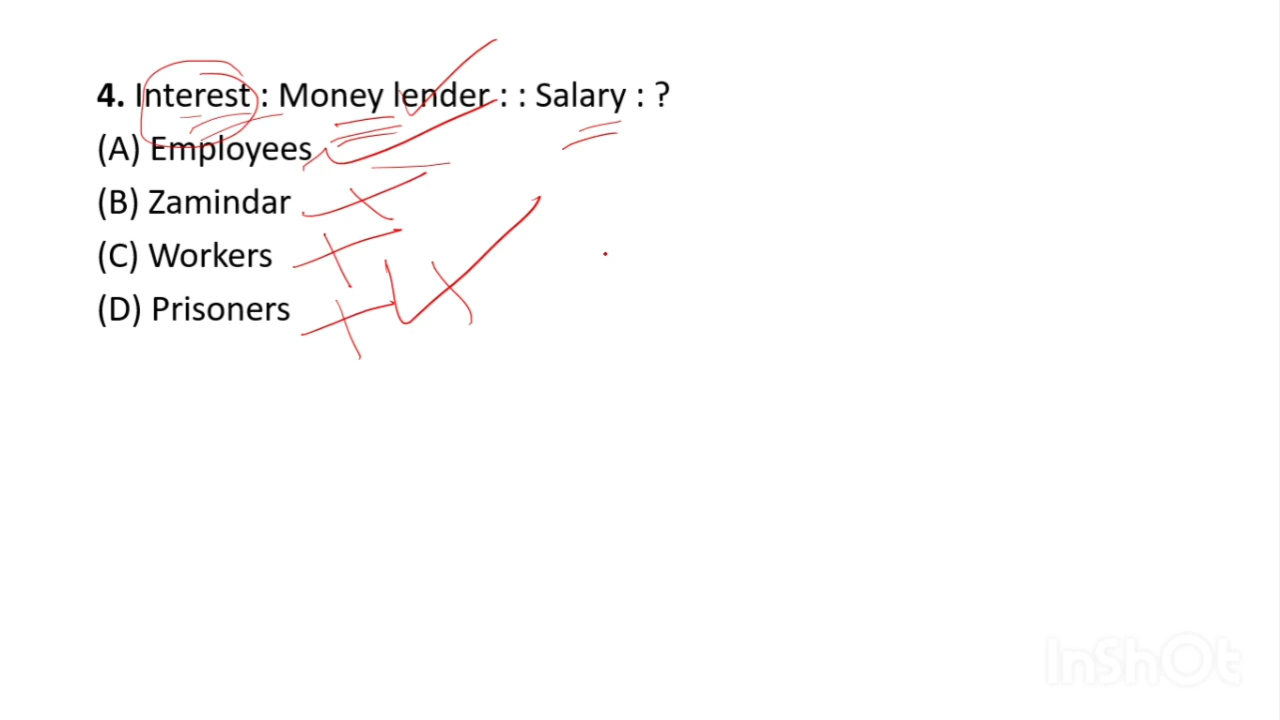 4. Interest : Money lender : : Salary : ?
(A) Employees
(B) Zamindar
(C) Workers
(D) Prisoners
InShOt